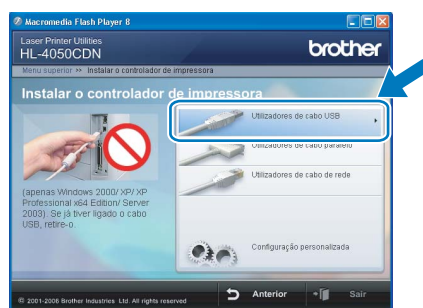 Macromedia Flash Player 8
Laser Printer Utilities
HL-4050CDN
brother
Menu superior >> Instalar o controlador de impressora
Instalar o controlador de impressora
Utilizadores de cabo USB
Utilizadores de cabo paralelo
Utilizadores de cabo de rede
(apenas Windows 2000/ XP/ XP
Professional x64 Edition/ Server
2003). Se já tiver ligado o cabo
USB, retire-o.
Configuração personalizada
© 2001-2006 Brother Industries Ltd. All rights reserved
Anterior
Sair